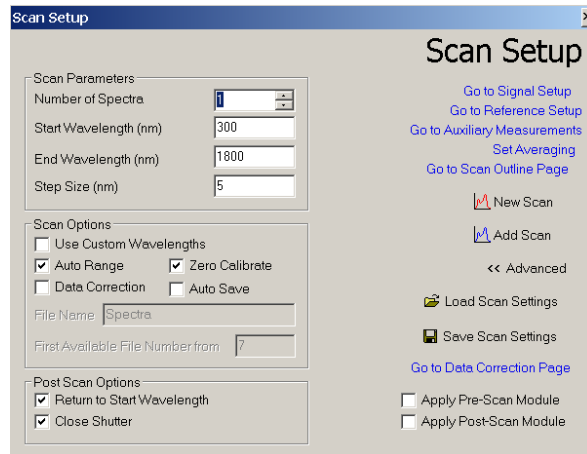 Scan Setup
Scan Setup
Scan Parameters
Number of Spectra 1
Start Wavelength (nm) 300
End Wavelength (nm) 1800
Step Size (nm) 5
Scan Options
Use Custom Wavelengths
Auto Range Zero Calibrate
Data Correction Auto Save
File Name Spectra
First Available File Number from 7
Post Scan Options
Return to Start Wavelength
Close Shutter
Go to Signal Setup
Go to Reference Setup
Go to Auxiliary Measurements
Set Averaging
Go to Scan Outline Page
New Scan
Add Scan
<< Advanced
Load Scan Settings
Save Scan Settings
Go to Data Correction Page
Apply Pre-Scan Module
Apply Post-Scan Module